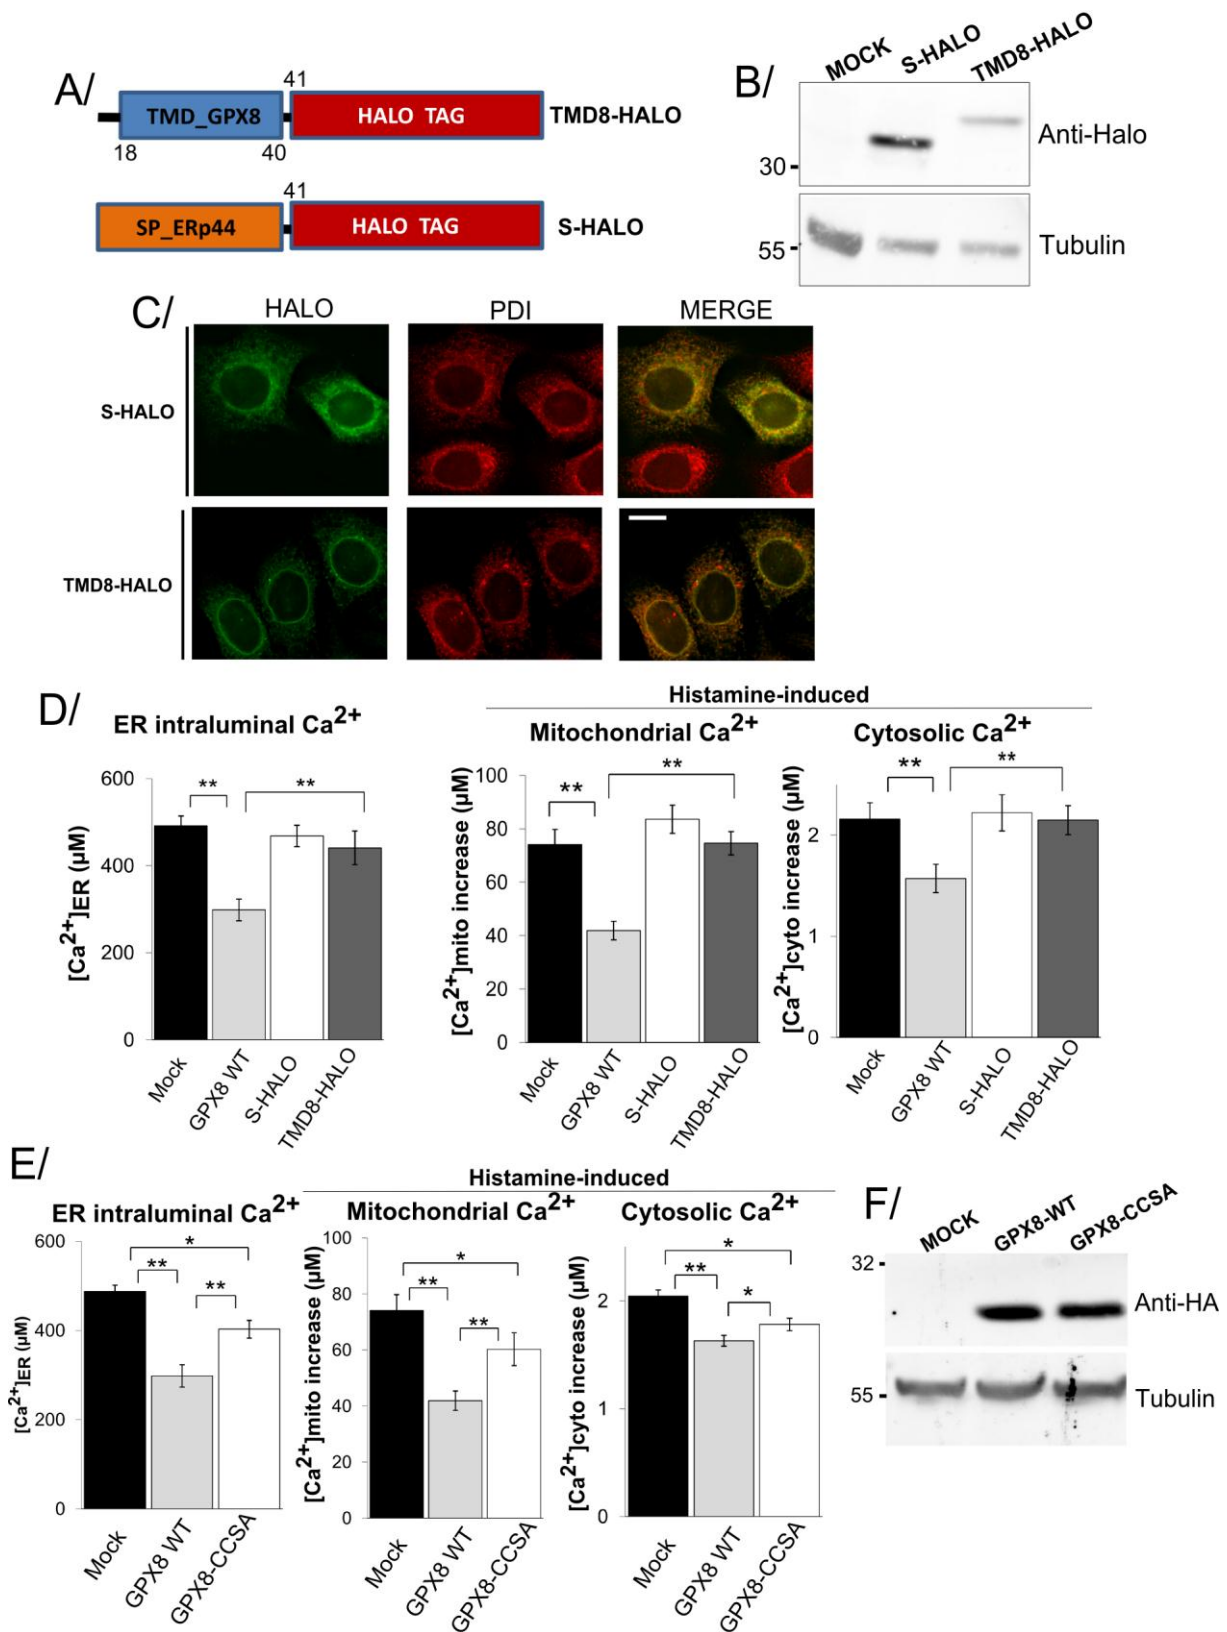 A/
41
TMD_GPX8
HALO TAG
TMD8-HALO
18
40
41
SP_ERp44
HALO TAG
S-HALO
B/
MOCK
S-HALO
TMD8-HALO
30
Anti-Halo
55
Tubulin
C/
HALO
PDI
MERGE
S-HALO
TMD8-HALO
D/
ER intraluminal Ca2+
[Ca2+]ER (µM)
600
400
200
0
**
**
Mock
GPX8 WT
S-HALO
TMD8-HALO
Histamine-induced
Mitochondrial Ca2+
[Ca2+]mito increase (µM)
100
80
60
40
20
0
**
**
Mock
GPX8 WT
S-HALO
TMD8-HALO
Cytosolic Ca2+
[Ca2+]cyto increase (µM)
2
1
0
**
**
Mock
GPX8 WT
S-HALO
TMD8-HALO
E/
ER intraluminal Ca2+
[Ca2+]ER (µM)
600
400
200
0
*
**
**
Mock
GPX8 WT
GPX8-CCSA
Histamine-induced
Mitochondrial Ca2+
[Ca2+]mito increase (µM)
100
80
60
40
20
0
*
**
**
Mock
GPX8 WT
GPX8-CCSA
Cytosolic Ca2+
[Ca2+]cyto increase (µM)
2
1
0
*
**
*
Mock
GPX8 WT
GPX8-CCSA
F/
MOCK
GPX8-WT
GPX8-CCSA
32
Anti-HA
55
Tubulin